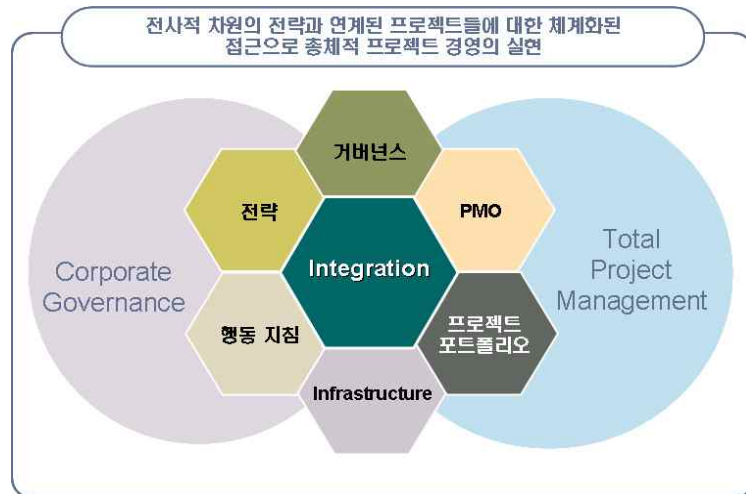 전사적 차원의 전략과 연계된 프로젝트들에 대한 체계화된
접근으로 총체적 프로젝트 경영의 실현
거버넌스
전략
PMO
Integration
Corporate
Governance
Total
Project
Management
행동 지침
프로젝트
포트폴리오
Infrastructure